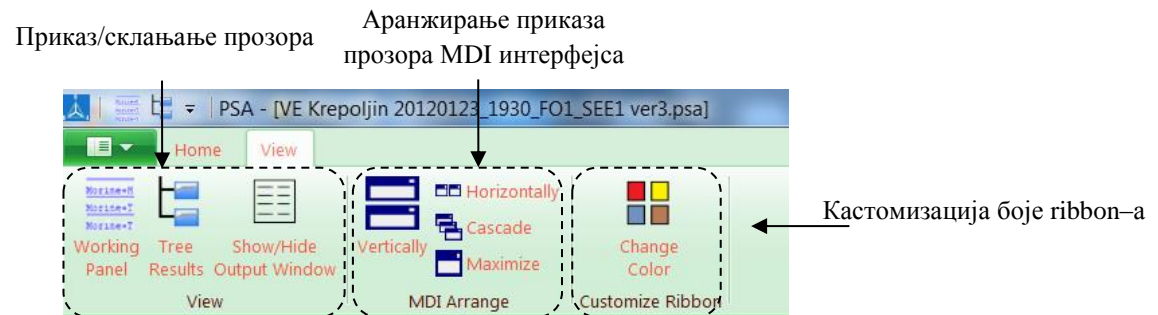 Приказ/склањање прозора
Аранжирање приказа
прозора MDI интерфејса
PSA - [VE Krepoljin 20120123_1930_FO1_SEE1 ver3.psa]
Home View
Working
Panel
Tree
Results
Show/Hide
Output Window
View
Vertically
Horizontally
Cascade
Maximize
MDI Arrange
Change
Color
Customize Ribbon
Кастомизација боје ribbon–а